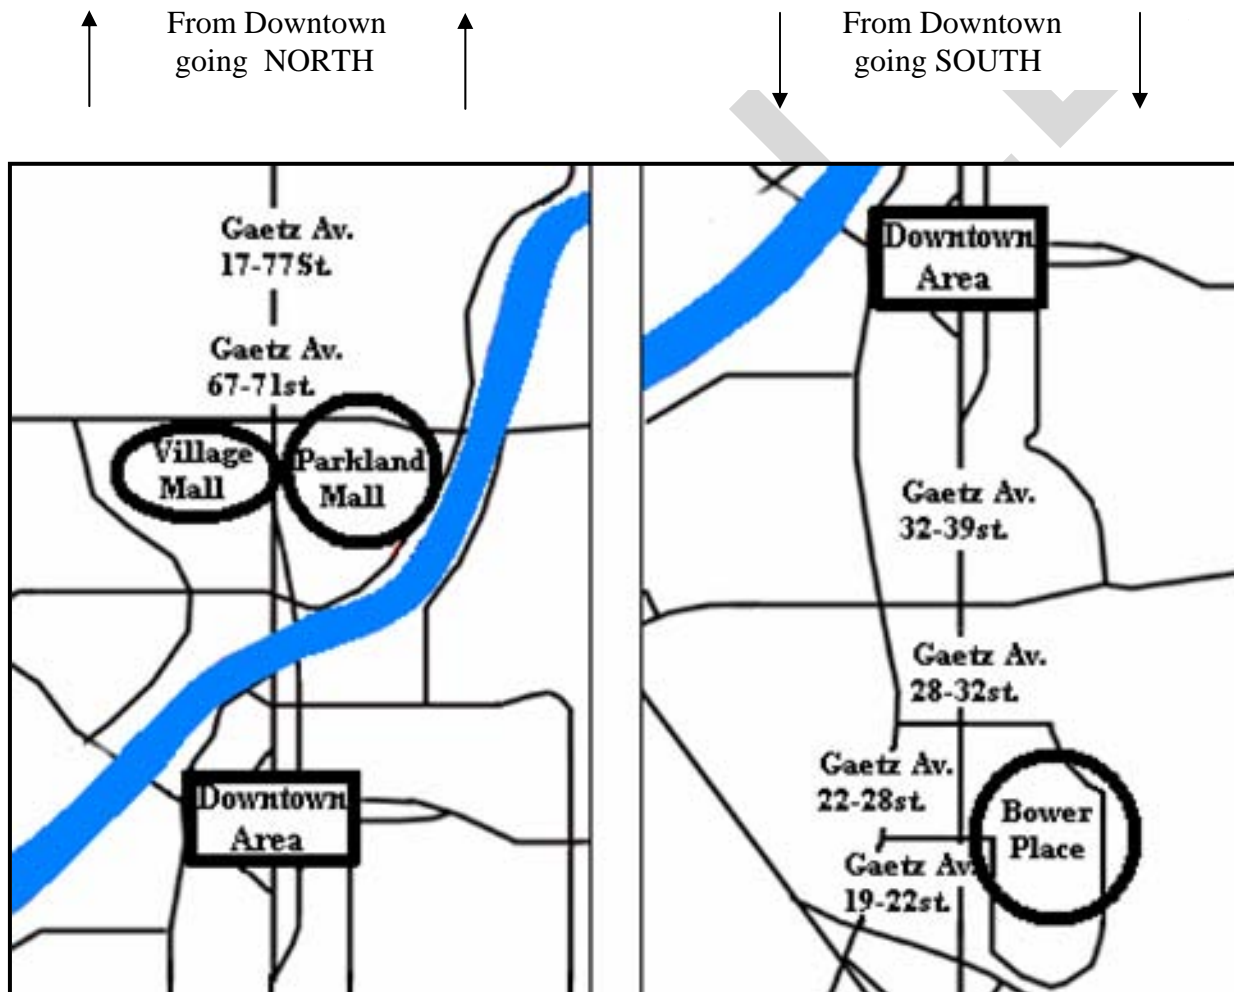 From Downtown
going NORTH
From Downtown
going SOUTH
Gaetz Av.
17-77St.
Gaetz Av.
67-71st.
Village
Mall
Parkland
Mall
Downtown
Area
Downtown
Area
Gaetz Av.
32-39st.
Gaetz Av.
28-32st.
Gaetz Av.
22-28st.
Bower
Place
Gaetz Av.
19-22st.